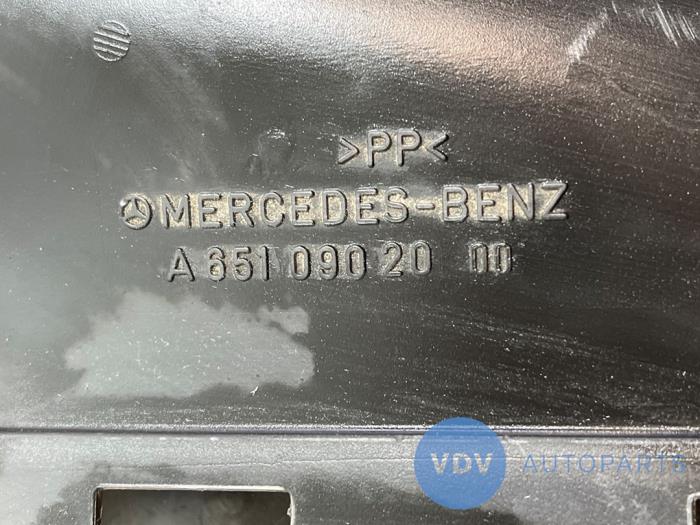 >PP<
MERCEDES-BENZ
A 651 090 20 00
VDV AUTOPARTS